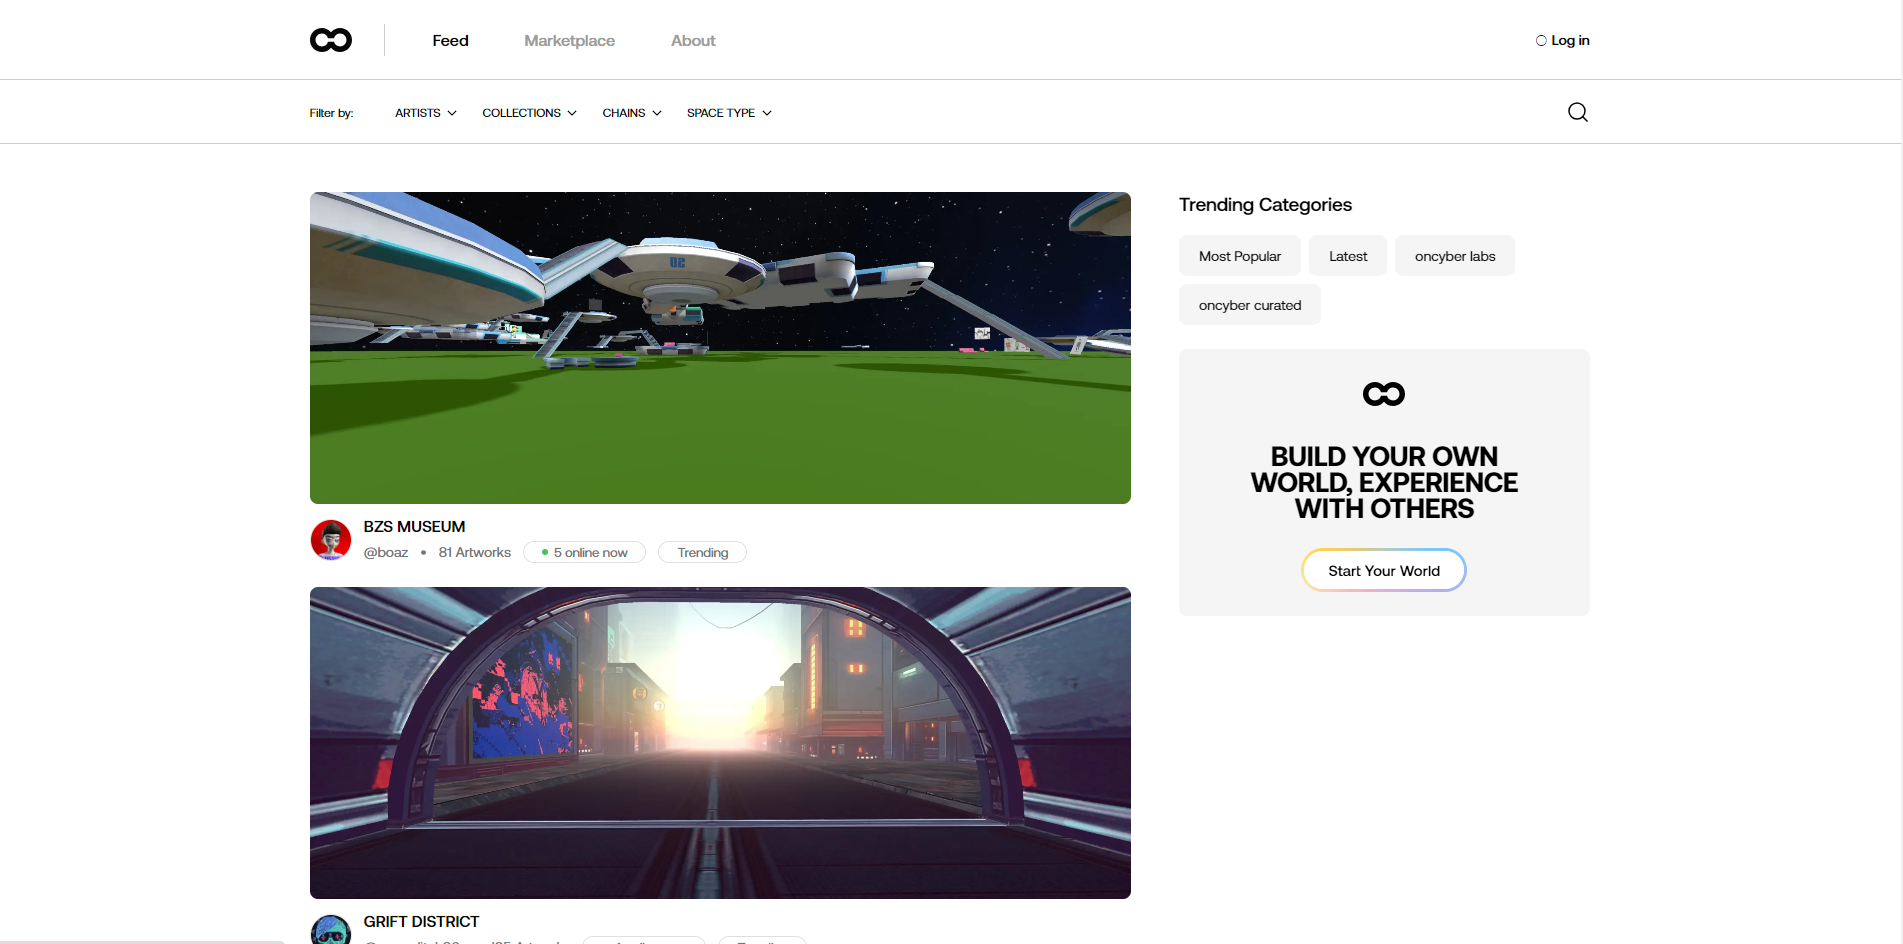 Feed Marketplace About Log in
Filter by: ARTISTS COLLECTIONS CHAINS SPACE TYPE
02
BZS MUSEUM
@boaz • 81 Artworks 5 online now Trending
GRIFT DISTRICT
Trending Categories
Most Popular Latest oncyber labs
oncyber curated
BUILD YOUR OWN
WORLD, EXPERIENCE
WITH OTHERS
Start Your World